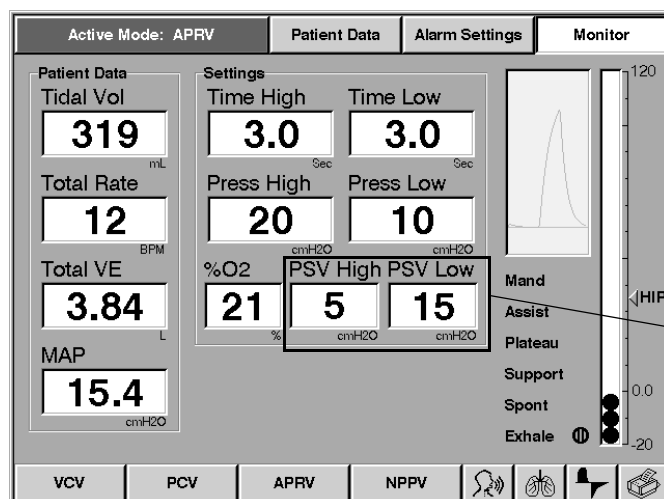 Active Mode: APRV
Patient Data
Alarm Settings
Monitor
Patient Data
Tidal Vol
319
mL
Total Rate
12
BPM
Total VE
3.84
L
MAP
15.4
cmH2O
Settings
Time High Time Low
3.0 3.0
Sec Sec
Press High Press Low
20 10
cmH2O cmH2O
%O2 PSV High PSV Low
21 5 15
% cmH2O cmH2O
120
HIP
0.0
-20
Mand
Assist
Plateau
Support
Spont
Exhale
VCV PCV APRV NPPV